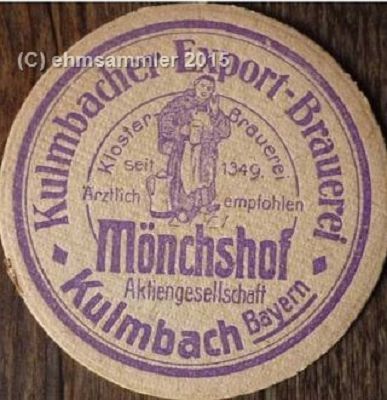 (C) ehmsammler 2015
Kulmbacher Export-Brauerei
Kloster Brauerei
seit 1349.
Ärztlich empfohlen
Mönchshof
Aktiengesellschaft
Kulmbach Bayern